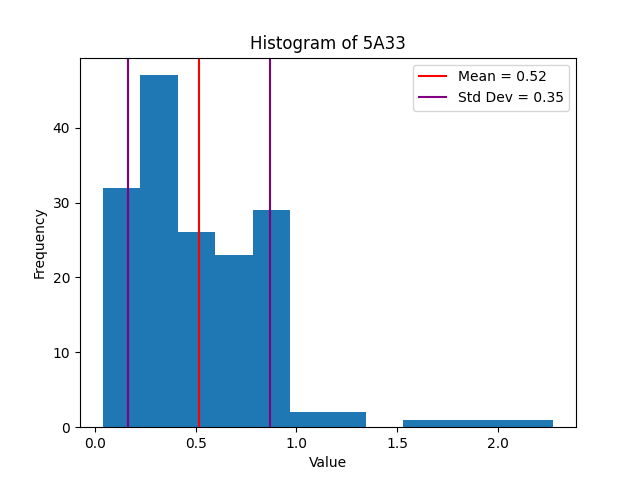 Histogram of 5A33
Mean = 0.52
Std Dev = 0.35
Frequency
40
30
20
10
0
0.0 0.5 1.0 1.5 2.0
Value